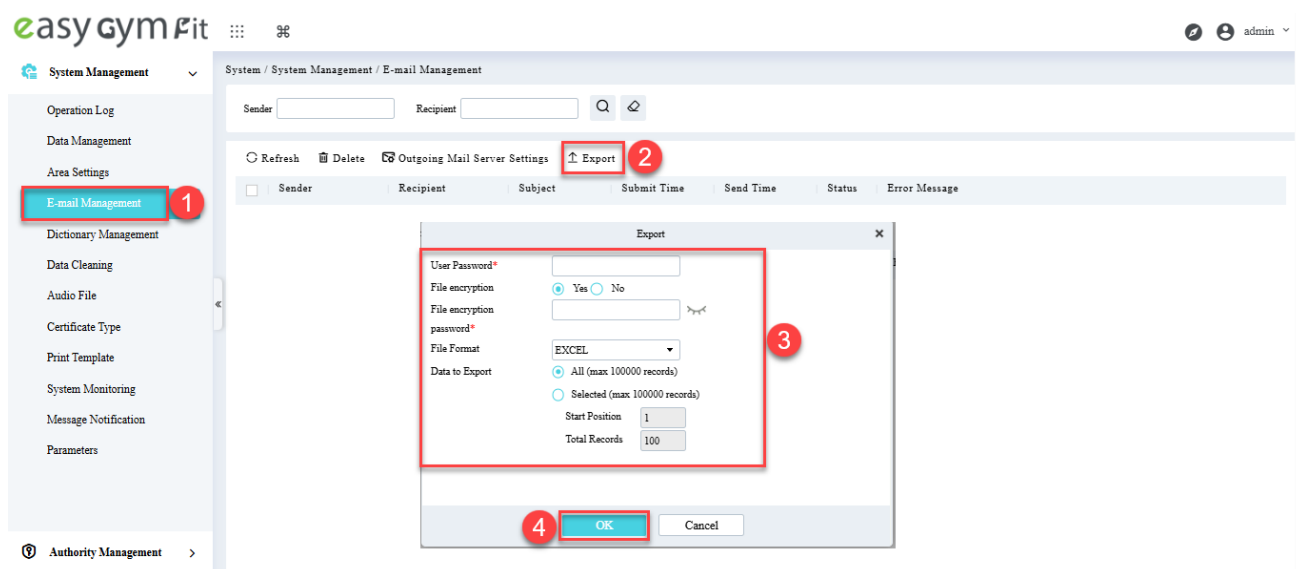 easy Gym Fit
admin
System Management
System / System Management / E-mail Management
Operation Log
Data Management
Area Settings
E-mail Management 1
Dictionary Management
Data Cleaning
Audio File
Certificate Type
Print Template
System Monitoring
Message Notification
Parameters
Authority Management
Sender Recipient
Refresh Delete Outgoing Mail Server Settings Export 2
Sender Recipient Subject Submit Time Send Time Status Error Message
Export
User Password*
File encryption Yes No
File encryption
password*
3
File Format EXCEL
Data to Export All (max 100000 records)
Selected (max 100000 records)
Start Position 1
Total Records 100
4 OK Cancel